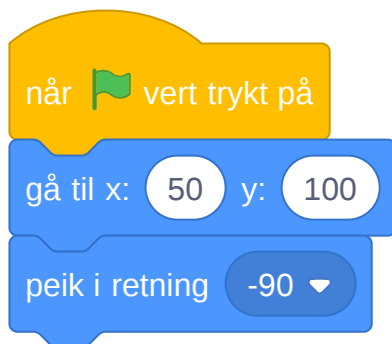 når vert trykt på
gå til x: 50 y: 100
peik i retning -90